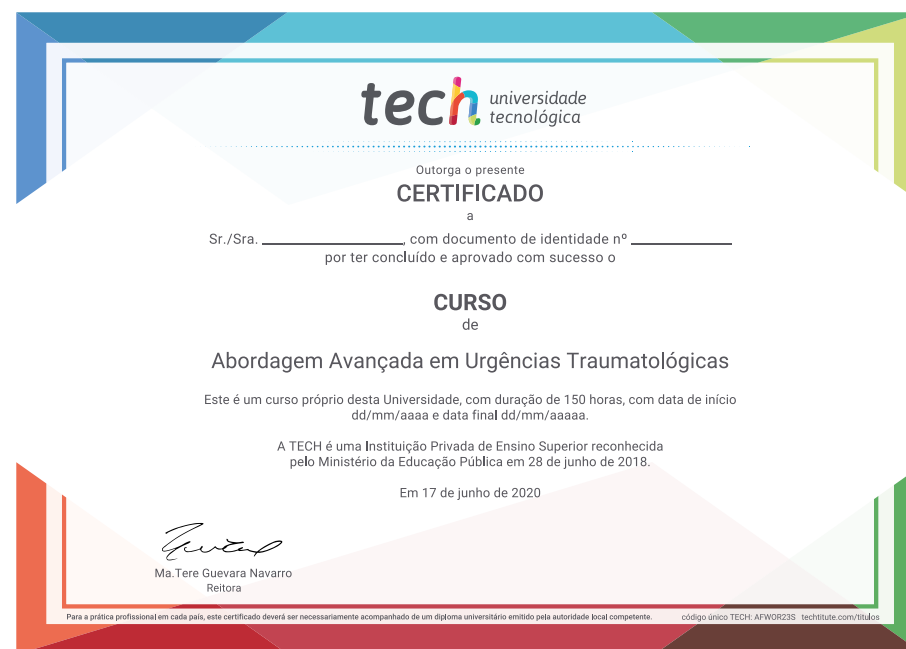 tech universidade
tecnológica
Outorga o presente
CERTIFICADO
a
Sr./Sra. ________________, com documento de identidade nº ____________
por ter concluído e aprovado com sucesso o
CURSO
de
Abordagem Avançada em Urgências Traumatológicas
Este é um curso próprio desta Universidade, com duração de 150 horas, com data de início
dd/mm/aaaa e data final dd/mm/aaaaa.
A TECH é uma Instituição Privada de Ensino Superior reconhecida
pelo Ministério da Educação Pública em 28 de junho de 2018.
Em 17 de junho de 2020
Ma.Tere Guevara Navarro
Reitora
Para a prática profissional em cada país, este certificado deverá ser necessariamente acompanhado de um diploma universitário emitido pela autoridade local competente. código único TECH: AFWOR23S techtitute.com/títulos